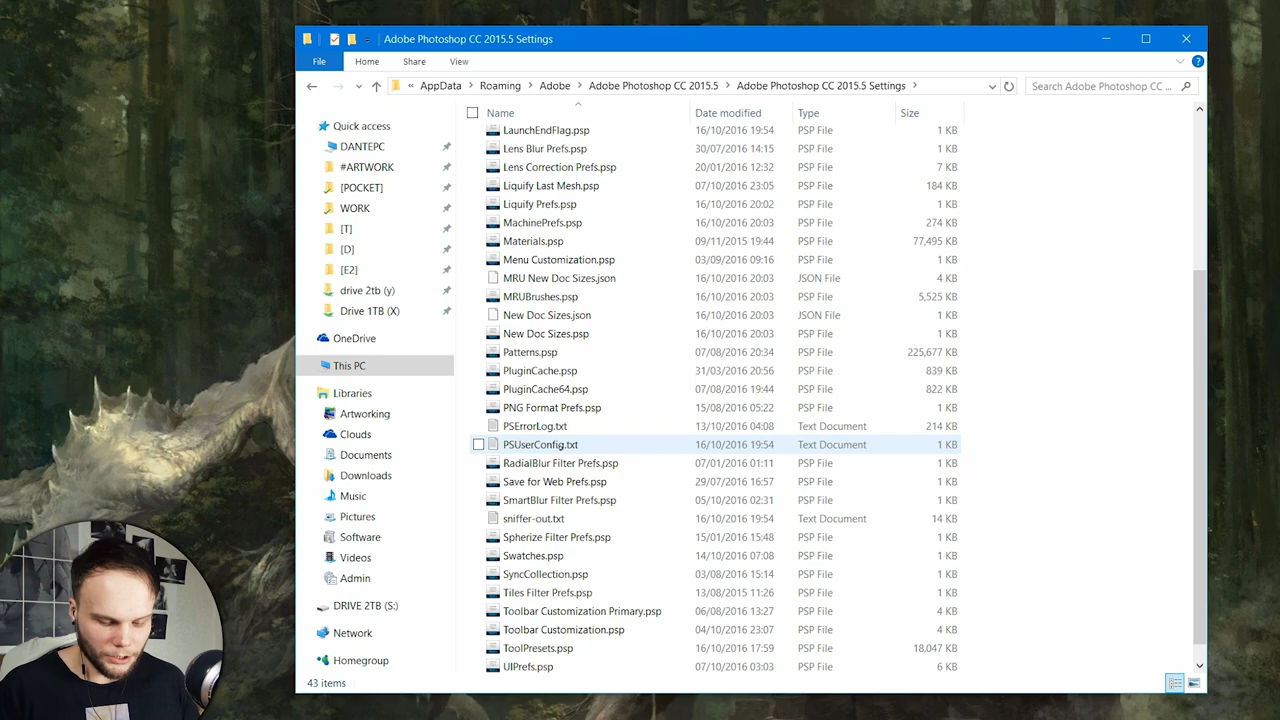 Adobe Photoshop CC 2015.5 Settings
File Home Share View
« AppData > Roaming > Adobe > Adobe Photoshop CC 2015.5 > Adobe Photoshop CC 2015.5 Settings >
Search Adobe Photoshop CC ...
Quick access
DANTEPC
#ARTWORK
[POCKET]
WORK
[T]
[D]
[E2]
drive 2tb (y)
Drive 1TB (X)
OneDrive
This PC
Libraries
Artworking
Clouds
Documents
Downloads
Music
Pictures
Software
Videos
Admin
DRIVE 2TB (S:)
Network
Homegroup
Name Date modified Type Size
LaunchEndFlag.psp 16/10/2016 19:54 PSP File 1 KB
Lens Blur Prefs.psp 30/07/2016 14:15 PSP File 1 KB
Lens Correction Prefs.psp 20/01/2016 12:32 PSP File 7 KB
Liquify Last Mesh.psp 07/10/2016 23:05 PSP File 184 KB
Liquify Prefs.psp 16/10/2016 20:02 PSP File 1 KB
MachinePrefs.psp 16/10/2016 20:03 PSP File 274 KB
Materials.psp 09/11/2015 19:44 PSP File 77,495 KB
Menu Customization.psp 03/09/2016 09:16 PSP File 1 KB
MRU New Doc Sizes.json 16/10/2016 20:03 JSON File 4 KB
MRUBrushes.psp 16/10/2016 20:03 PSP File 5,525 KB
New Doc Sizes.json 16/10/2016 20:03 JSON File 1 KB
New Doc Sizes.psp 16/10/2016 20:03 PSP File 1 KB
Patterns.psp 07/08/2016 20:34 PSP File 225,677 KB
PluginCache.psp 31/03/2016 20:56 PSP File 839 KB
PluginCache64.psp 07/08/2016 19:44 PSP File 822 KB
PNG Format Prefs.psp 15/08/2016 05:22 PSP File 1 KB
PSErrorLog.txt 13/10/2016 04:08 Text Document 214 KB
PSUserConfig.txt 16/10/2016 19:54 Text Document 1 KB
RadialBlur Filter Prefs.psp 07/01/2016 01:11 PSP File 1 KB
Save for Web Prefs.psp 29/07/2016 16:57 PSP File 1 KB
SmartBlur Filter Prefs.psp 05/10/2016 02:31 PSP File 1 KB
sniffer-out.txt 16/10/2016 19:54 Text Document 14 KB
Spherize Filter Prefs.psp 15/01/2016 15:48 PSP File 1 KB
Swatches.psp 14/10/2016 07:08 PSP File 1 KB
SyncCollection.psp 03/08/2016 15:14 PSP File 1 KB
Tiles Filter Prefs.psp 13/08/2015 11:26 PSP File 1 KB
Toolbar Customization Primary.psp 06/08/2016 13:27 PSP File 4 KB
Toolbar Customization.psp 04/10/2016 23:07 PSP File 4 KB
ToolPresets.psp 16/10/2016 17:59 PSP File 18,047 KB
UIPrefs.psp 07/10/2016 03:03 PSP File 6 KB
43 items